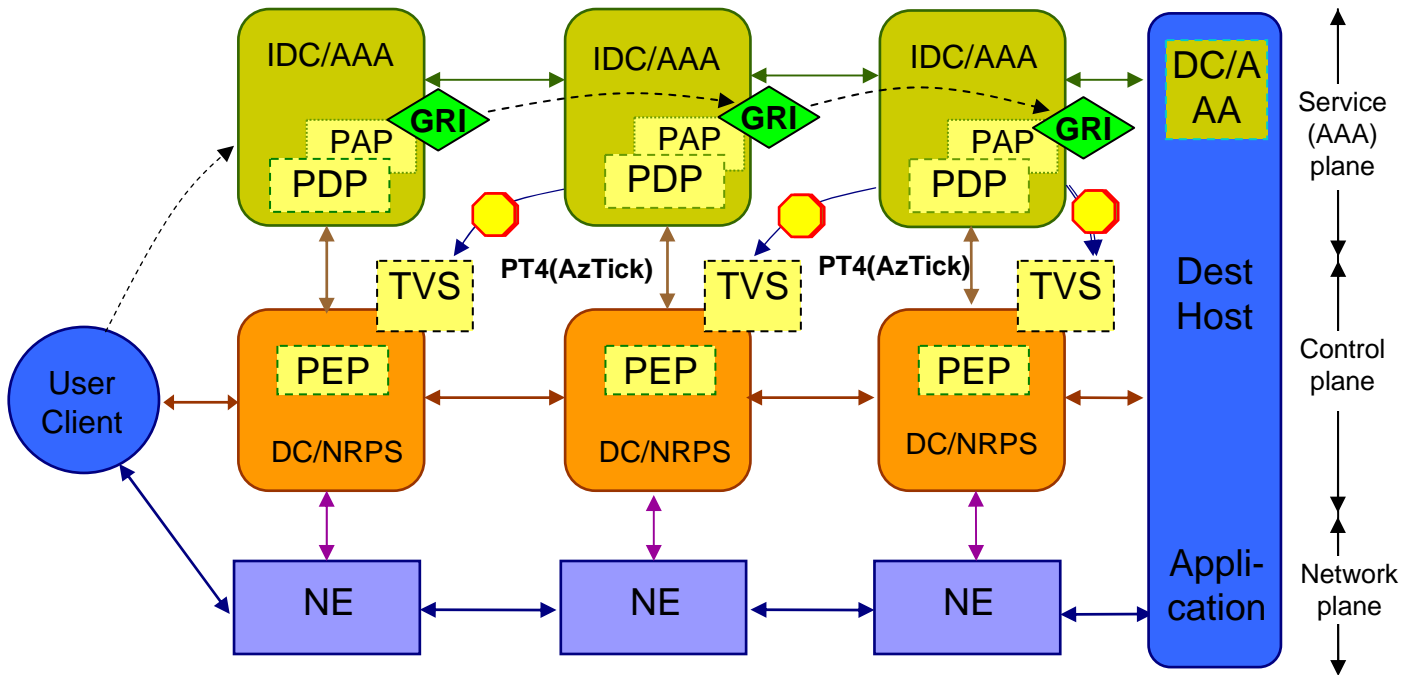 IDC/AAA
IDC/AAA
IDC/AAA
DC/A
AA
GRI
GRI
GRI
PAP
PAP
PAP
PDP
PDP
PDP
Service
(AAA)
plane
PT4(AzTick)
PT4(AzTick)
TVS
TVS
TVS
Dest
Host
PEP
PEP
PEP
Control
plane
User
Client
DC/NRPS
DC/NRPS
DC/NRPS
Appli-
cation
NE
NE
NE
Network
plane